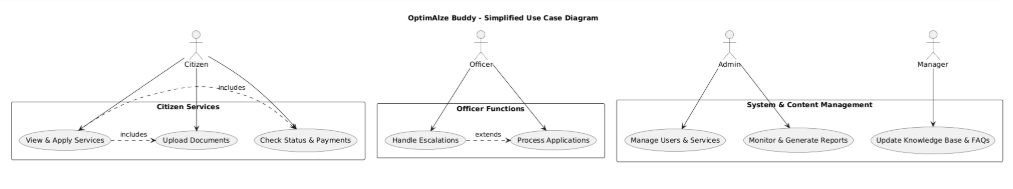 OptimAIze Buddy - Simplified Use Case Diagram
Citizen
Officer
Admin
Manager
includes
Citizen Services
Officer Functions
System & Content Management
View & Apply Services
includes
Upload Documents
Check Status & Payments
Handle Escalations
extends
Process Applications
Manage Users & Services
Monitor & Generate Reports
Update Knowledge Base & FAQs